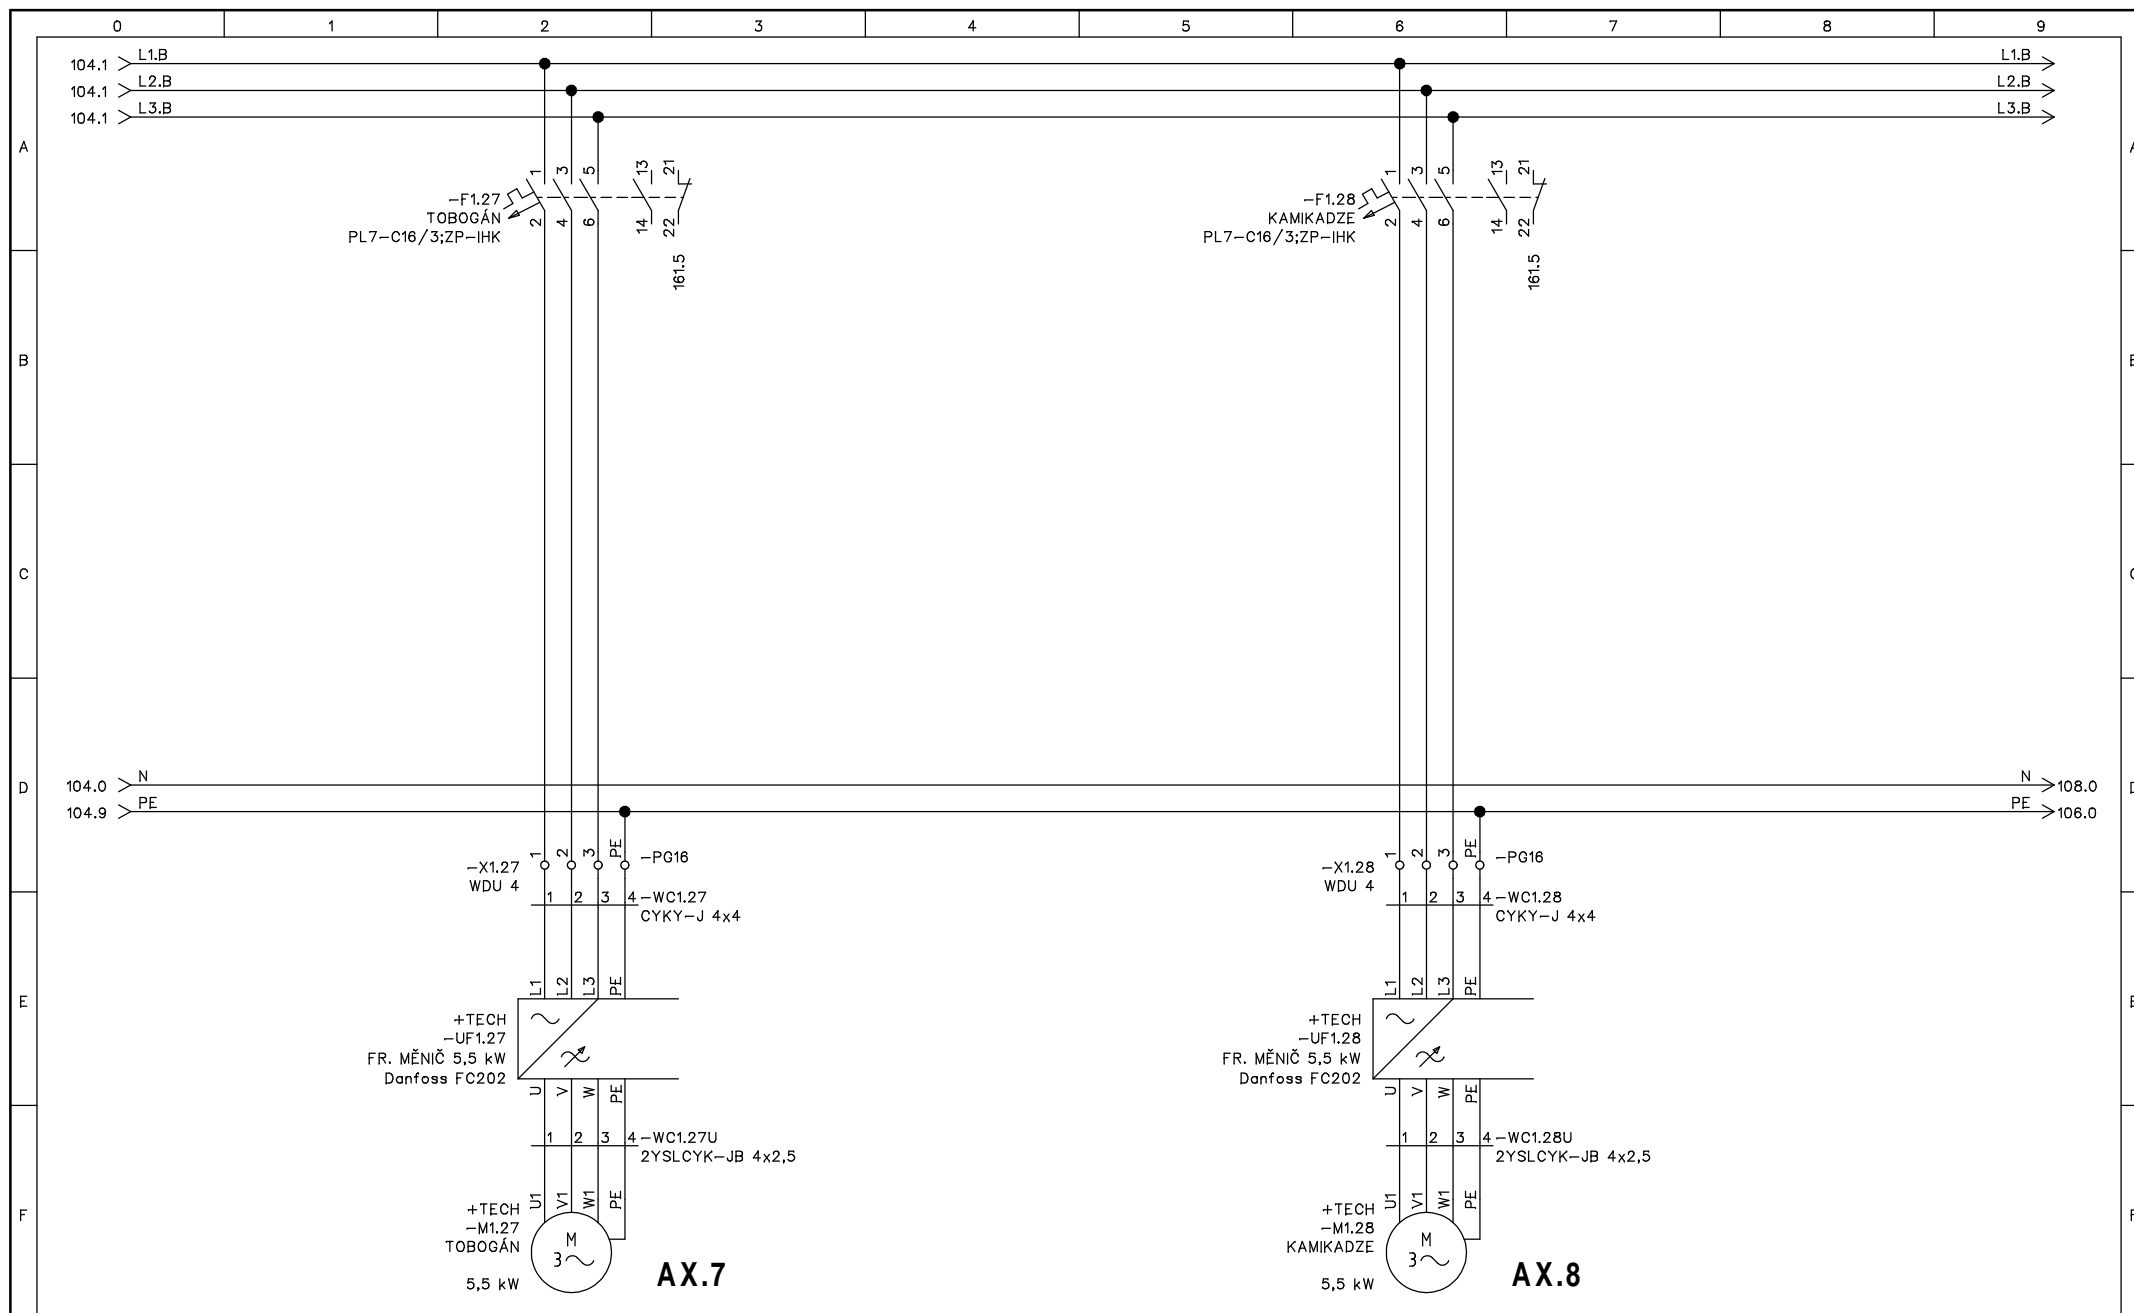 0 1 2 3 4 5 6 7 8 9
104.1 L1.B L1.B
104.1 L2.B L2.B
104.1 L3.B L3.B
A
1 3 5 13 21
-F1.27
TOBOGÁN
PL7-C16/3;ZP-IHK
2 4 6 14 22
161.5
1 3 5 13 21
-F1.28
KAMIKADZE
PL7-C16/3;ZP-IHK
2 4 6 14 22
161.5
B
C
D
104.0 N N 108.0
104.9 PE PE 106.0
1 2 3 PE -PG16
-X1.27
WDU 4
1 2 3 4 -WC1.27
CYKY-J 4x4
1 2 3 PE -PG16
-X1.28
WDU 4
1 2 3 4 -WC1.28
CYKY-J 4x4
E
L1 L2 L3 PE
+TECH
-UF1.27
FR. MĚNIČ 5,5 kW
Danfoss FC202
U V W PE
1 2 3 4 -WC1.27U
2YSLCYK-JB 4x2,5
L1 L2 L3 PE
+TECH
-UF1.28
FR. MĚNIČ 5,5 kW
Danfoss FC202
U V W PE
1 2 3 4 -WC1.28U
2YSLCYK-JB 4x2,5
F
U1 V1 W1 PE
+TECH
-M1.27
TOBOGÁN
5,5 kW
M
3
AX.7
U1 V1 W1 PE
+TECH
-M1.28
KAMIKADZE
5,5 kW
M
3
AX.8